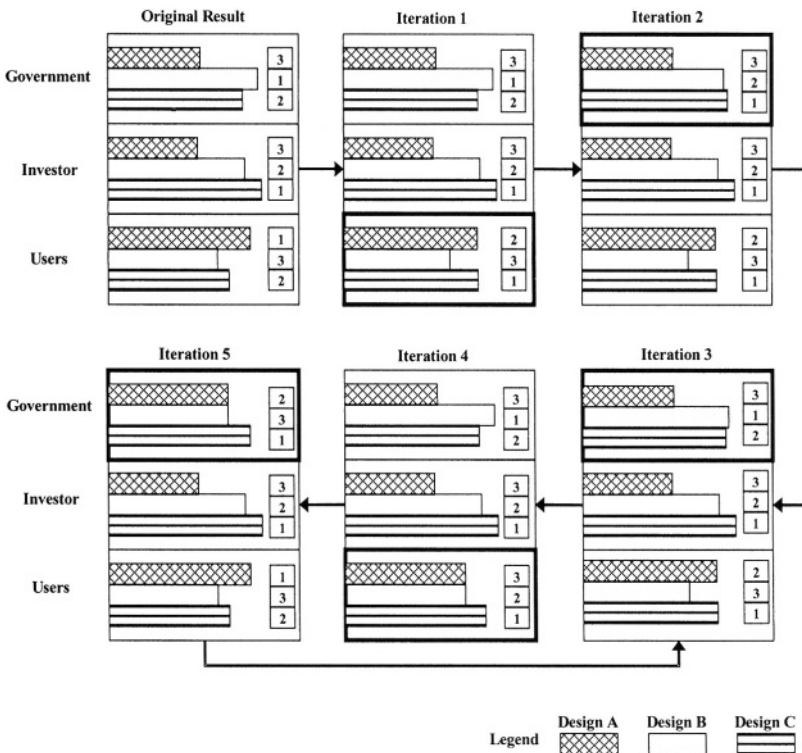 Original Result Iteration 1 Iteration 2
Government 3 3 3
1 1 2
2 2 1
Investor 3 3 3
2 2 2
1 1 1
Users 1 2 2
3 3 3
2 1 1
Iteration 5 Iteration 4 Iteration 3
Government 2 3 3
3 1 1
1 2 2
Investor 3 3 3
2 2 2
1 1 1
Users 1 3 2
3 2 3
2 1 1
Design A Design B Design C
Legend